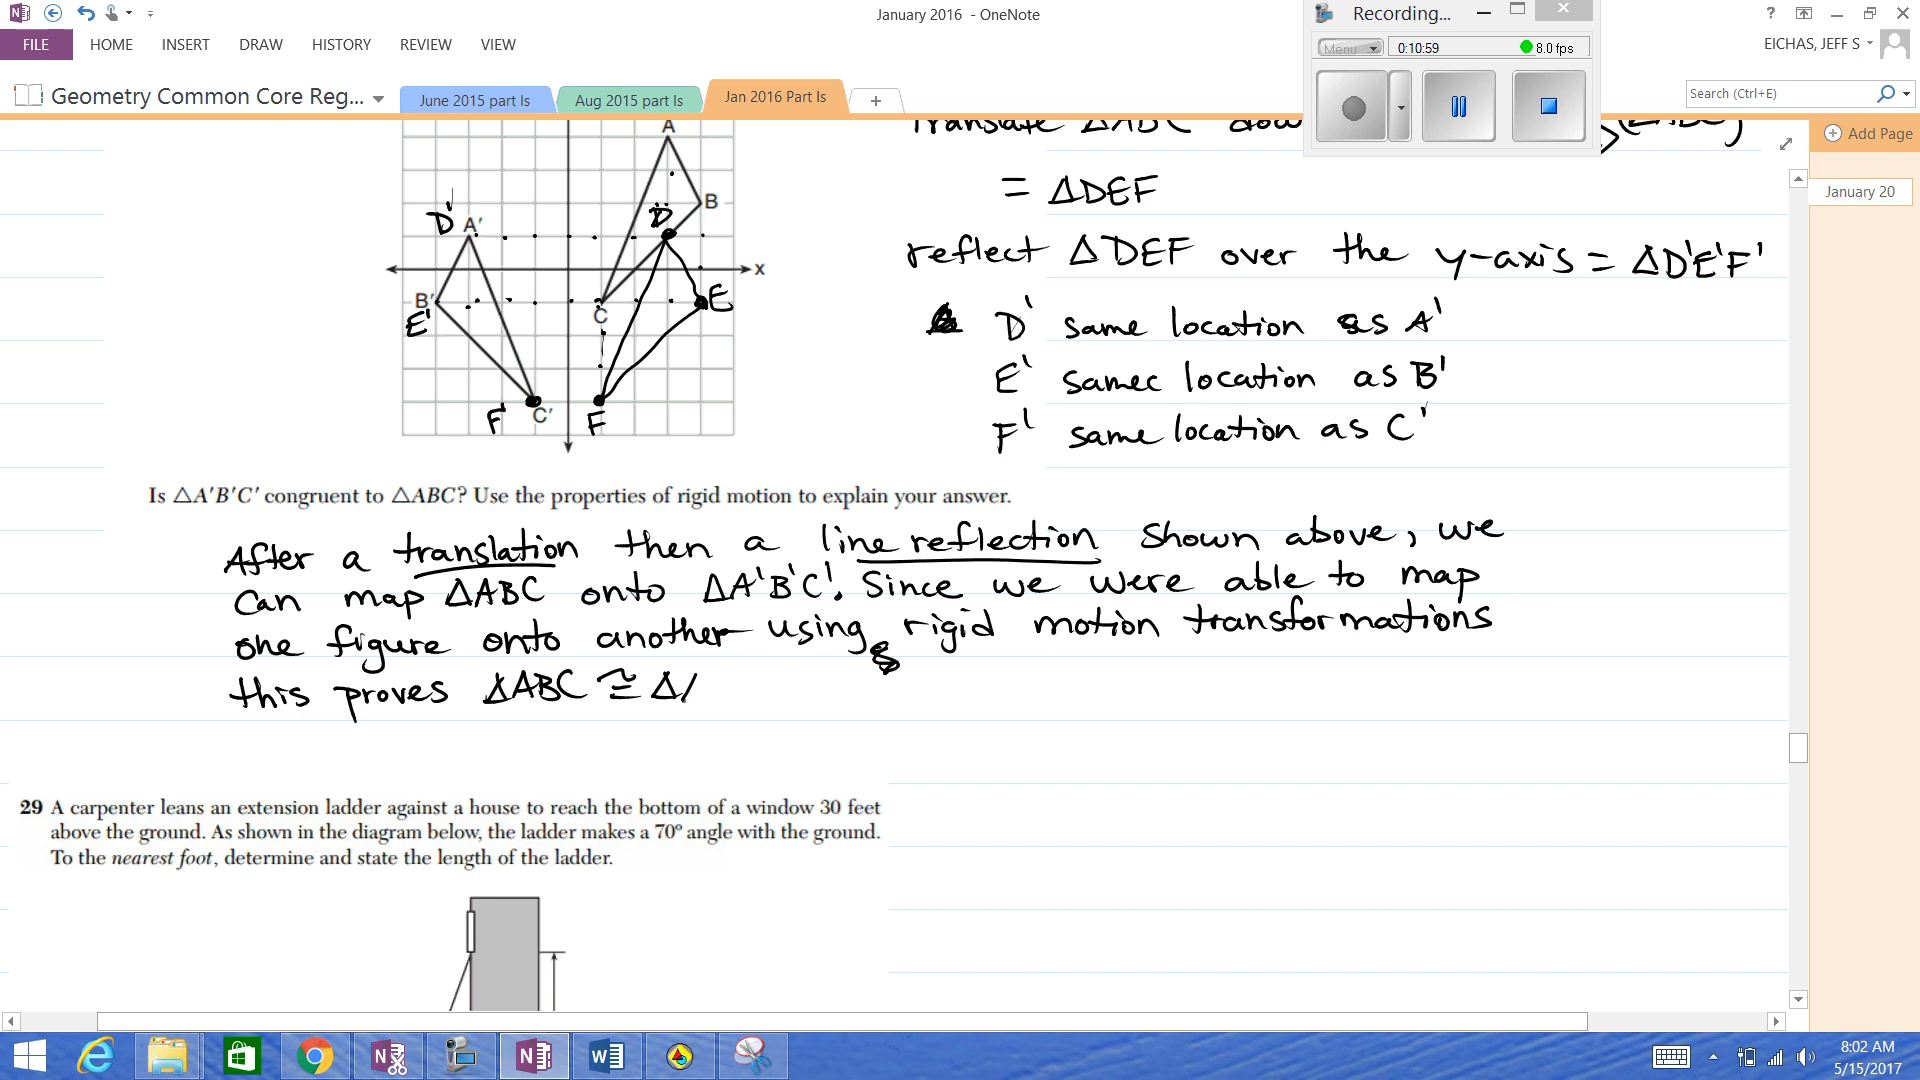 January 2016 - OneNote
Recording...
Menu
0:10:59
8.0 fps
FILE HOME INSERT DRAW HISTORY REVIEW VIEW
EICHAS, JEFF S
Geometry Common Core Reg...
June 2015 part Is
Aug 2015 part Is
Jan 2016 Part Is
+
Search (Ctrl+E)
Add Page
January 20
A
B
D
D'
A'
x
B'
E'
C
E
F'
C'
F
Translate △ABC
= △DEF
reflect △DEF over the y-axis = △D'E'F'
D' same location as A'
E' samec location as B'
F' same location as C'
Is △A'B'C' congruent to △ABC? Use the properties of rigid motion to explain your answer.
After a translation then a line reflection shown above, we
can map △ABC onto △A'B'C'. Since we were able to map
one figure onto another using rigid motion transformations
this proves △ABC ≅ △
29 A carpenter leans an extension ladder against a house to reach the bottom of a window 30 feet
above the ground. As shown in the diagram below, the ladder makes a 70° angle with the ground.
To the nearest foot, determine and state the length of the ladder.
8:02 AM
5/15/2017